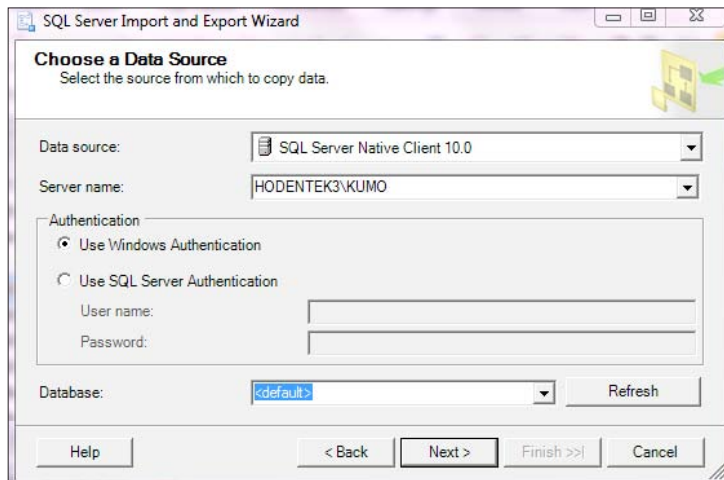 SQL Server Import and Export Wizard
Choose a Data Source
Select the source from which to copy data.
Data source:
SQL Server Native Client 10.0
Server name:
HODENTEK3\KUMO
Authentication
Use Windows Authentication
Use SQL Server Authentication
User name:
Password:
Database:
<default>
Refresh
Help
< Back
Next >
Finish >>|
Cancel